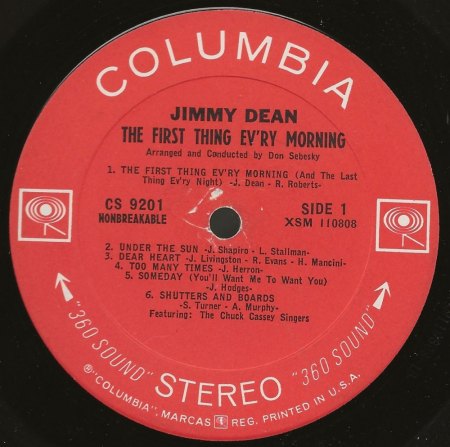 COLUMBIA
JIMMY DEAN
THE FIRST THING EV'RY MORNING
Arranged and Conducted by Don Sebesky
1. THE FIRST THING EV'RY MORNING (And The Last
Thing Ev'ry Night) -J. Dean - R. Roberts-
CS 9201
NONBREAKABLE
SIDE 1
XSM 110808
2. UNDER THE SUN -J. Shapiro - L. Stallman-
3. DEAR HEART -J. Livingston - R. Evans - H. Mancini-
4. TOO MANY TIMES -J. Herron-
5. SOMEDAY (You'll Want Me To Want You)
-J. Hodges-
6. SHUTTERS AND BOARDS
-S. Turner - A. Murphy-
Featuring: The Chuck Cassey Singers
"360 SOUND" STEREO "360 SOUND"
℗"COLUMBIA", MARCAS REG. PRINTED IN U.S.A.